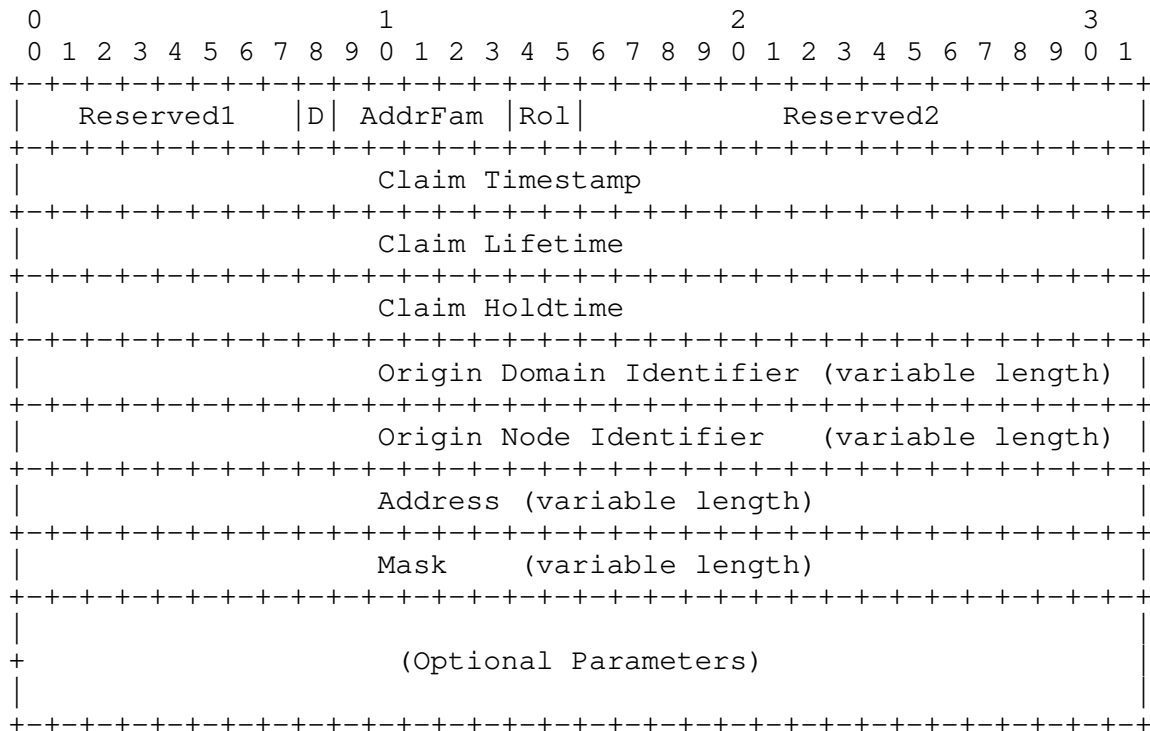 0                   1                   2                   3
 0 1 2 3 4 5 6 7 8 9 0 1 2 3 4 5 6 7 8 9 0 1 2 3 4 5 6 7 8 9 0 1
+-+-+-+-+-+-+-+-+-+-+-+-+-+-+-+-+-+-+-+-+-+-+-+-+-+-+-+-+-+-+-+-+
|   Reserved1   |D| AddrFam |Rol|           Reserved2           |
+-+-+-+-+-+-+-+-+-+-+-+-+-+-+-+-+-+-+-+-+-+-+-+-+-+-+-+-+-+-+-+-+
|                    Claim Timestamp                            |
+-+-+-+-+-+-+-+-+-+-+-+-+-+-+-+-+-+-+-+-+-+-+-+-+-+-+-+-+-+-+-+-+
|                    Claim Lifetime                             |
+-+-+-+-+-+-+-+-+-+-+-+-+-+-+-+-+-+-+-+-+-+-+-+-+-+-+-+-+-+-+-+-+
|                    Claim Holdtime                             |
+-+-+-+-+-+-+-+-+-+-+-+-+-+-+-+-+-+-+-+-+-+-+-+-+-+-+-+-+-+-+-+-+
|                    Origin Domain Identifier (variable length) |
+-+-+-+-+-+-+-+-+-+-+-+-+-+-+-+-+-+-+-+-+-+-+-+-+-+-+-+-+-+-+-+-+
|                    Origin Node Identifier   (variable length) |
+-+-+-+-+-+-+-+-+-+-+-+-+-+-+-+-+-+-+-+-+-+-+-+-+-+-+-+-+-+-+-+-+
|                    Address (variable length)                  |
+-+-+-+-+-+-+-+-+-+-+-+-+-+-+-+-+-+-+-+-+-+-+-+-+-+-+-+-+-+-+-+-+
|                    Mask    (variable length)                  |
+-+-+-+-+-+-+-+-+-+-+-+-+-+-+-+-+-+-+-+-+-+-+-+-+-+-+-+-+-+-+-+-+
|                                                               |
+                     (Optional Parameters)                     |
|                                                               |
+-+-+-+-+-+-+-+-+-+-+-+-+-+-+-+-+-+-+-+-+-+-+-+-+-+-+-+-+-+-+-+-+